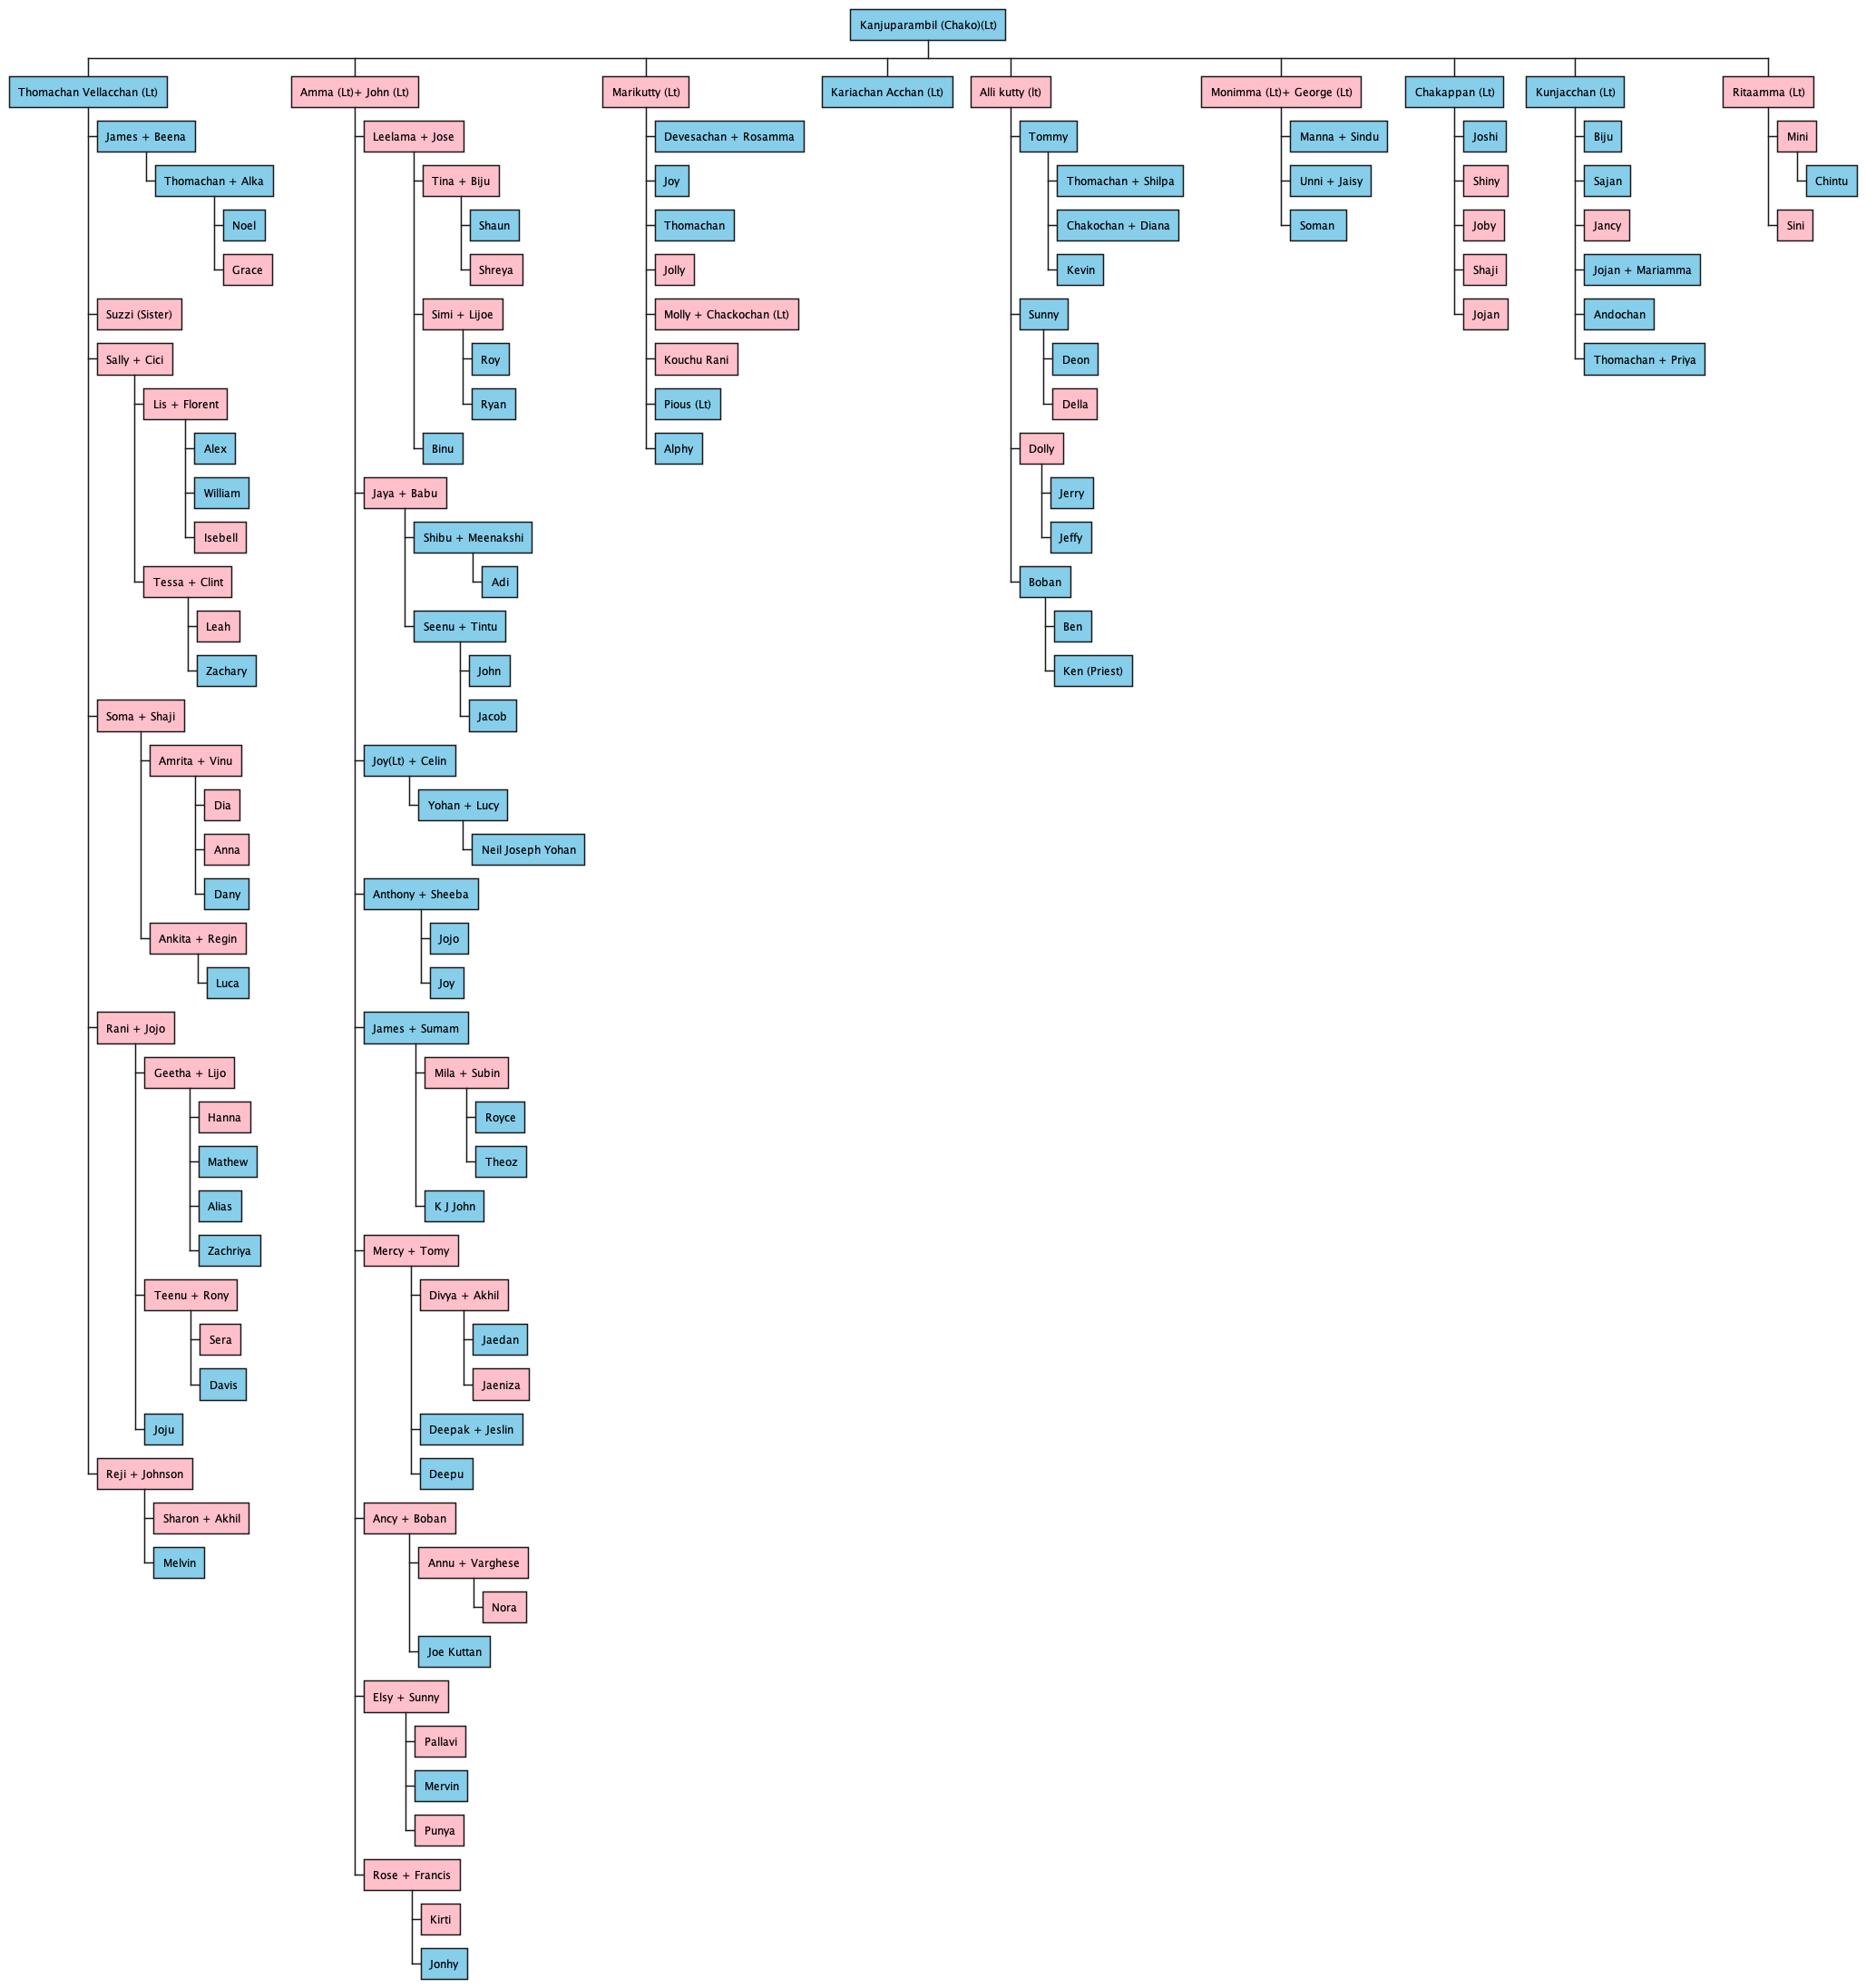 Kanjuparambil (Chako)(Lt)
Thomachan Vellacchan (Lt)
James + Beena
Thomachan + Alka
Noel
Grace
Suzzi (Sister)
Sally + Cici
Lis + Florent
Alex
William
Isebell
Tessa + Clint
Leah
Zachary
Soma + Shaji
Amrita + Vinu
Dia
Anna
Dany
Ankita + Regin
Luca
Rani + Jojo
Geetha + Lijo
Hanna
Mathew
Alias
Zachriya
Teenu + Rony
Sera
Davis
Joju
Reji + Johnson
Sharon + Akhil
Melvin
Amma (Lt)+ John (Lt)
Leelama + Jose
Tina + Biju
Shaun
Shreya
Simi + Lijoe
Roy
Ryan
Binu
Jaya + Babu
Shibu + Meenakshi
Adi
Seenu + Tintu
John
Jacob
Joy(Lt) + Celin
Yohan + Lucy
Neil Joseph Yohan
Anthony + Sheeba
Jojo
Joy
James + Sumam
Mila + Subin
Royce
Theoz
K J John
Mercy + Tomy
Divya + Akhil
Jaedan
Jaeniza
Deepak + Jeslin
Deepu
Ancy + Boban
Annu + Varghese
Nora
Joe Kuttan
Elsy + Sunny
Pallavi
Mervin
Punya
Rose + Francis
Kirti
Jonhy
Marikutty (Lt)
Devesachan + Rosamma
Joy
Thomachan
Jolly
Molly + Chackochan (Lt)
Kouchu Rani
Pious (Lt)
Alphy
Kariachan Acchan (Lt)
Alli kutty (lt)
Tommy
Thomachan + Shilpa
Chakochan + Diana
Kevin
Sunny
Deon
Della
Dolly
Jerry
Jeffy
Boban
Ben
Ken (Priest)
Monimma (Lt)+ George (Lt)
Manna + Sindu
Unni + Jaisy
Soman
Chakappan (Lt)
Joshi
Shiny
Joby
Shaji
Jojan
Kunjacchan (Lt)
Biju
Sajan
Jancy
Jojan + Mariamma
Andochan
Thomachan + Priya
Ritaamma (Lt)
Mini
Chintu
Sini